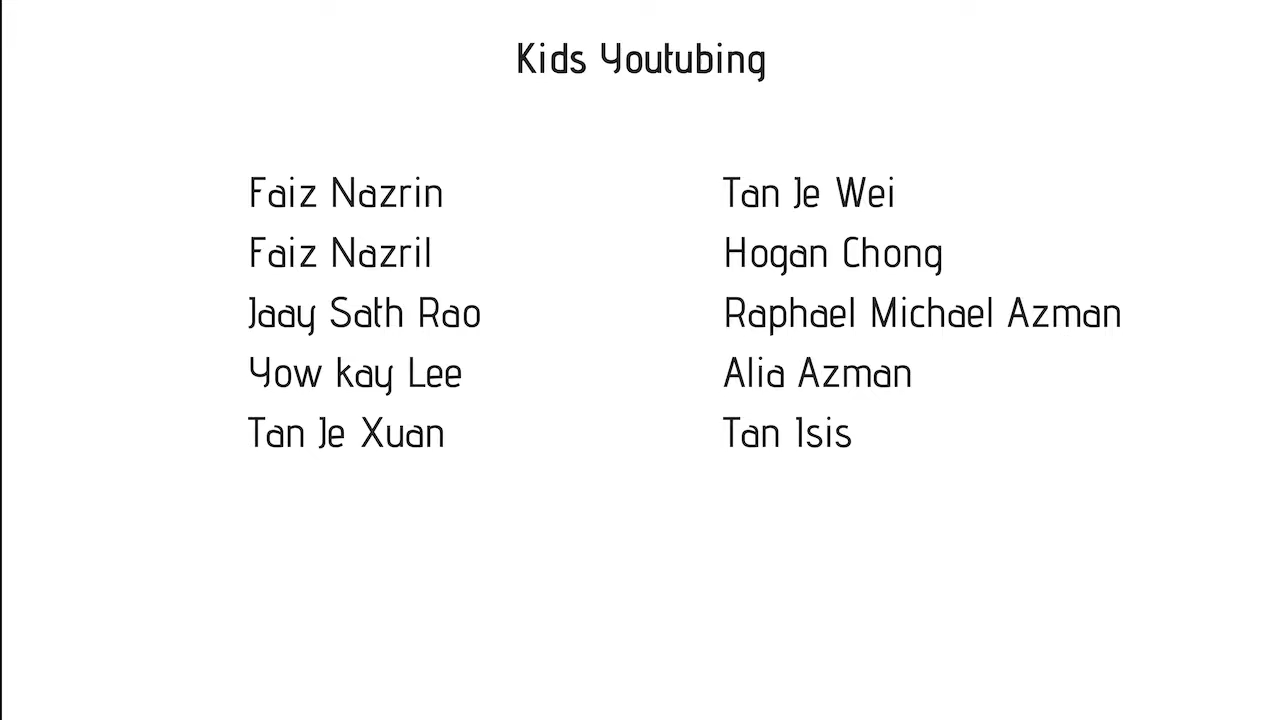 Kids Youtubing
Faiz Nazrin
Faiz Nazril
Jaay Sath Rao
Yow kay Lee
Tan Je Xuan
Tan Je Wei
Hogan Chong
Raphael Michael Azman
Alia Azman
Tan Isis